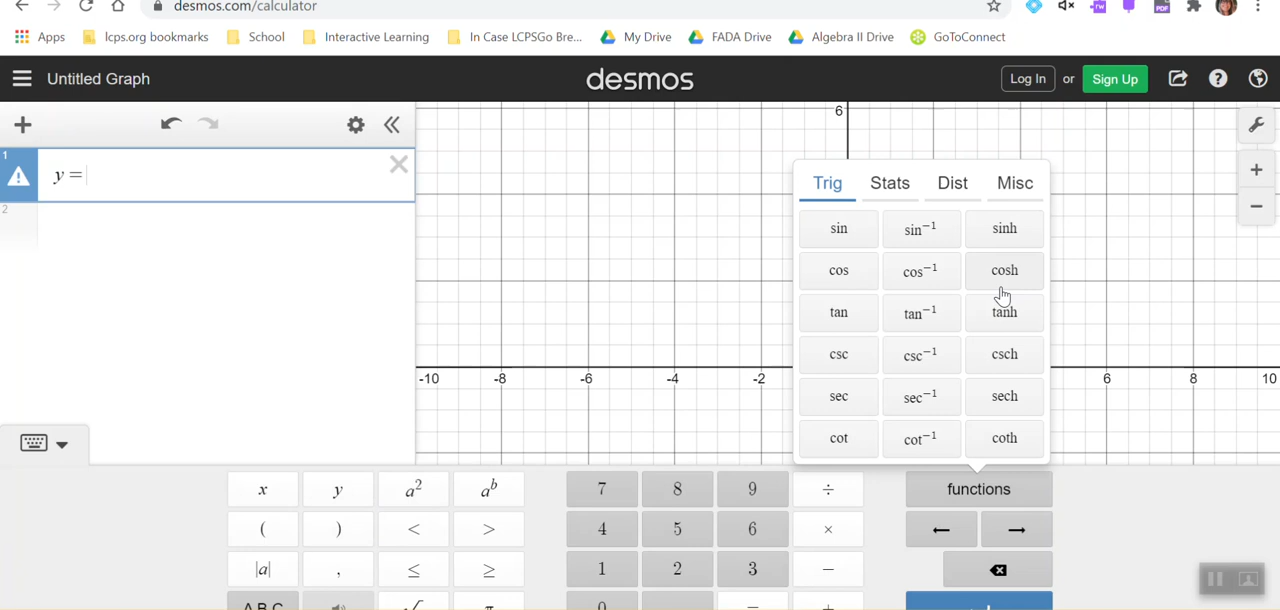 desmos.com/calculator
Apps lcps.org bookmarks School Interactive Learning In Case LCPSGo Bre... My Drive FADA Drive Algebra II Drive GoToConnect
Untitled Graph desmos Log In or Sign Up
1
y =
2
6
-10 -8 -6 -4 -2 6 8 10
Trig Stats Dist Misc
sin sin⁻¹ sinh
cos cos⁻¹ cosh
tan tan⁻¹ tanh
csc csc⁻¹ csch
sec sec⁻¹ sech
cot cot⁻¹ coth
x y a² aᵇ 7 8 9 ÷ functions
( ) < > 4 5 6 × ← →
|a| , ≤ ≥ 1 2 3 −
A B C √ π 0 . = +